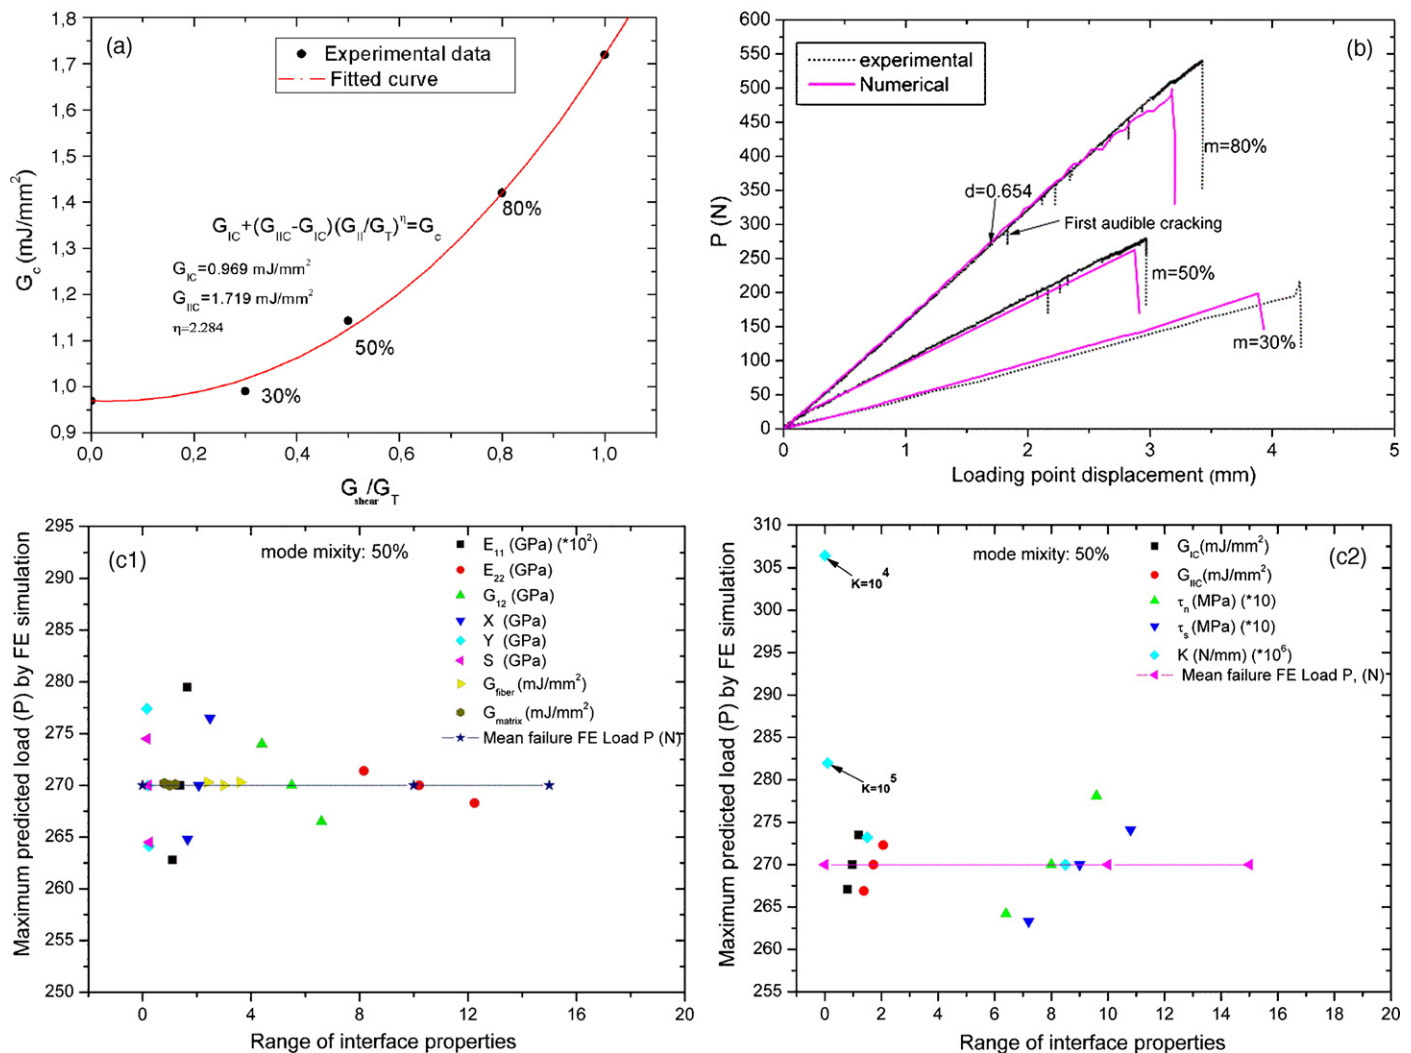 (a)
Experimental data
Fitted curve
G_IC+(G_IIC-G_IC)(G_II/G_T)^η=G_c
G_IC=0.969 mJ/mm²
G_IIC=1.719 mJ/mm²
η=2.284
30%
50%
80%
G_c (mJ/mm²)
1,8
1,7
1,6
1,5
1,4
1,3
1,2
1,1
1,0
0,9
0,0 0,2 0,4 0,6 0,8 1,0
G_shear/G_T
(b)
experimental
Numerical
m=80%
d=0.654
First audible cracking
m=50%
m=30%
P (N)
600
550
500
450
400
350
300
250
200
150
100
50
0
0 1 2 3 4 5
Loading point displacement (mm)
(c1)
mode mixity: 50%
E_11 (GPa) (*10²)
E_22 (GPa)
G_12 (GPa)
X (GPa)
Y (GPa)
S (GPa)
G_fiber (mJ/mm²)
G_matrix (mJ/mm²)
Mean failure FE Load P (N)
Maximum predicted load (P) by FE simulation
295
290
285
280
275
270
265
260
255
250
0 4 8 12 16 20
Range of interface properties
(c2)
mode mixity: 50%
G_IC(mJ/mm²)
G_IIC(mJ/mm²)
τ_n (MPa) (*10)
τ_s (MPa) (*10)
K (N/mm) (*10⁶)
Mean failure FE Load P, (N)
K=10⁴
K=10⁵
Maximum predicted load (P) by FE simulation
310
305
300
295
290
285
280
275
270
265
260
255
0 2 4 6 8 10 12 14 16 18 20
Range of interface properties